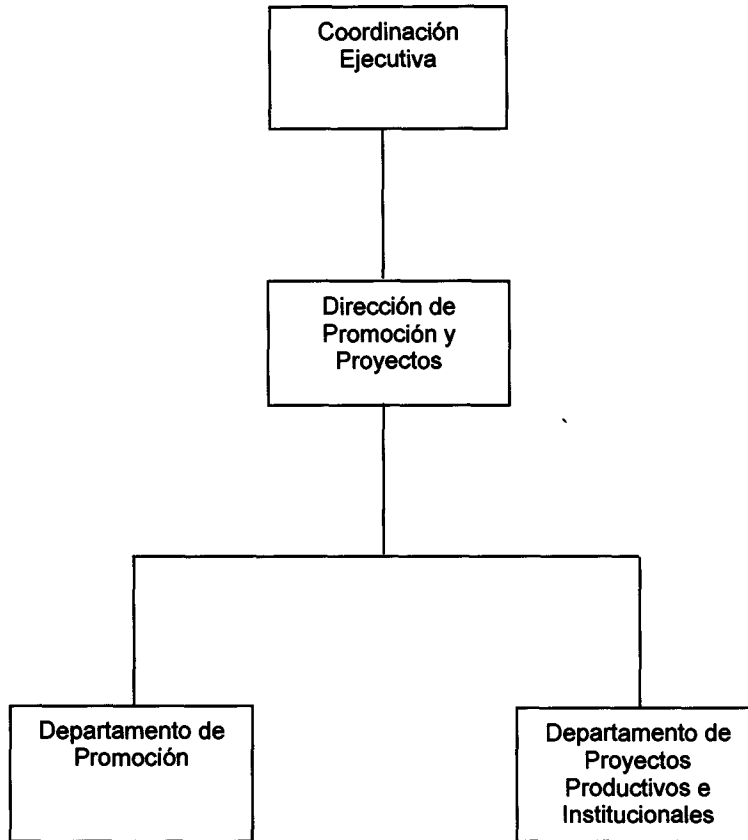 Coordinación
Ejecutiva
Dirección de
Promoción y
Proyectos
Departamento de
Promoción
Departamento de
Proyectos
Productivos e
Institucionales